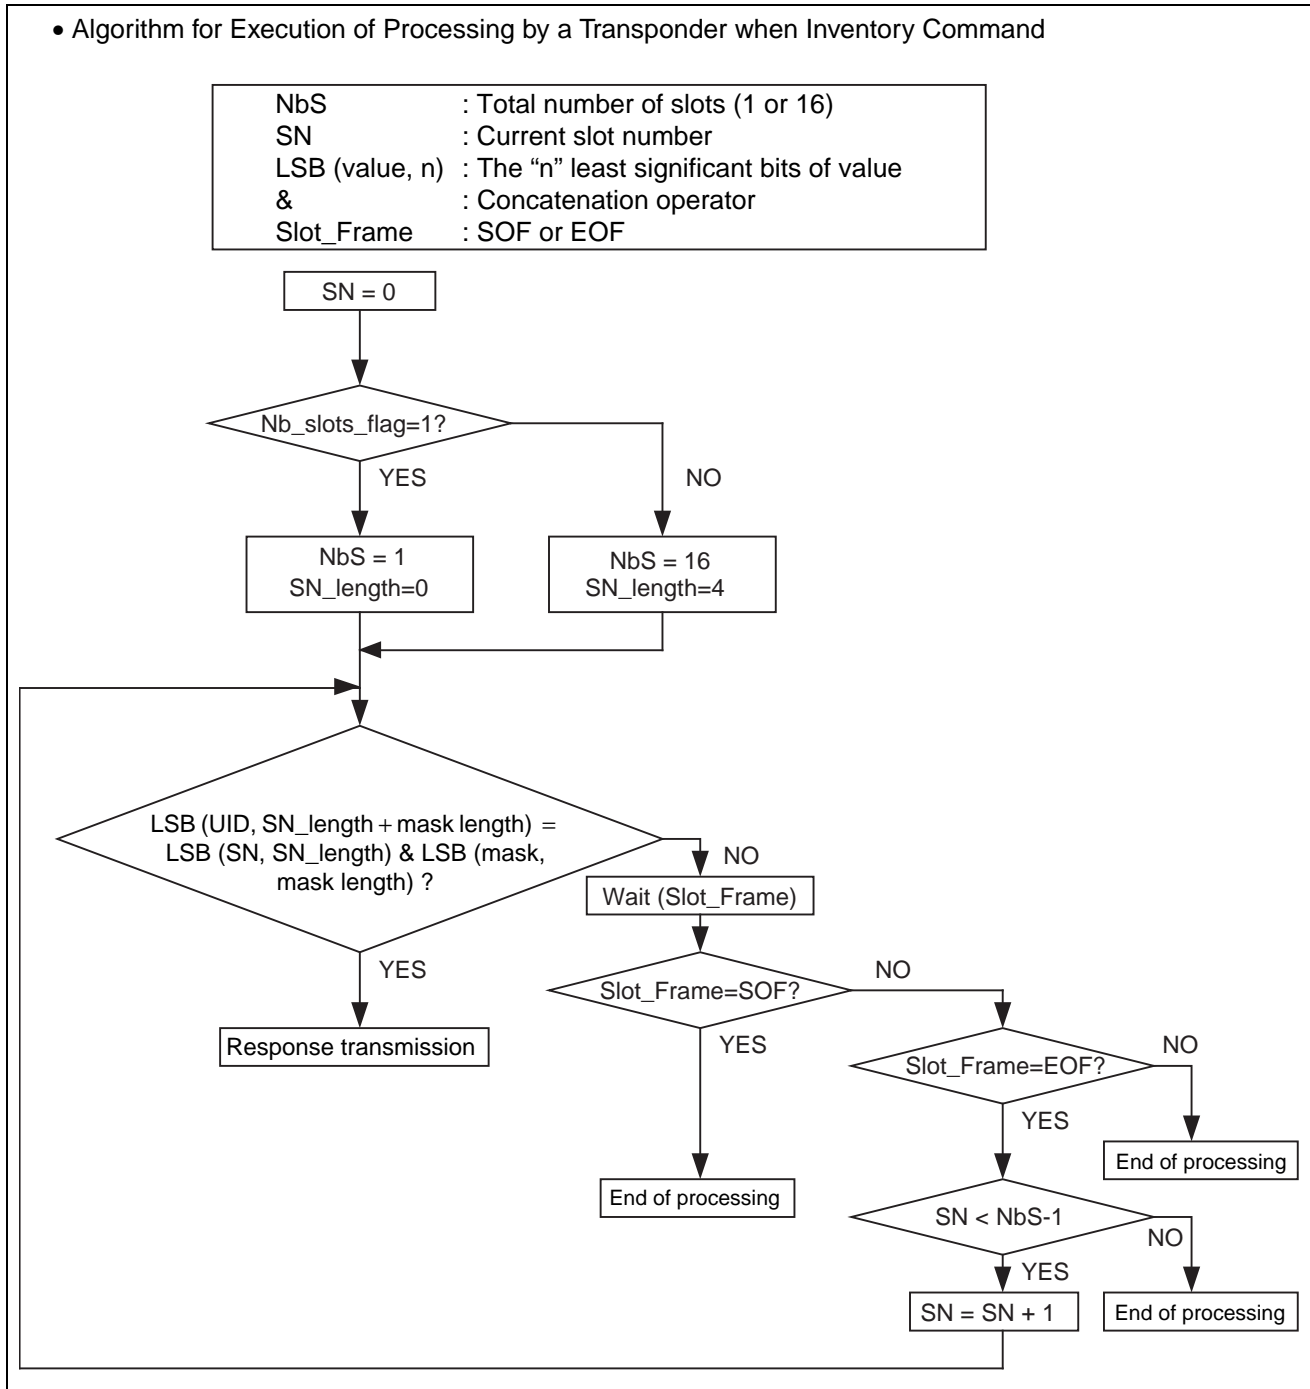 • Algorithm for Execution of Processing by a Transponder when Inventory Command
NbS : Total number of slots (1 or 16)
SN : Current slot number
LSB (value, n) : The “n” least significant bits of value
& : Concatenation operator
Slot_Frame : SOF or EOF
SN = 0
Nb_slots_flag=1?
YES
NO
NbS = 1
SN_length=0
NbS = 16
SN_length=4
LSB (UID, SN_length + mask length) =
LSB (SN, SN_length) & LSB (mask,
mask length) ?
NO
Wait (Slot_Frame)
YES
Response transmission
Slot_Frame=SOF?
NO
YES
End of processing
Slot_Frame=EOF?
NO
YES
End of processing
SN < NbS-1
NO
YES
SN = SN + 1
End of processing